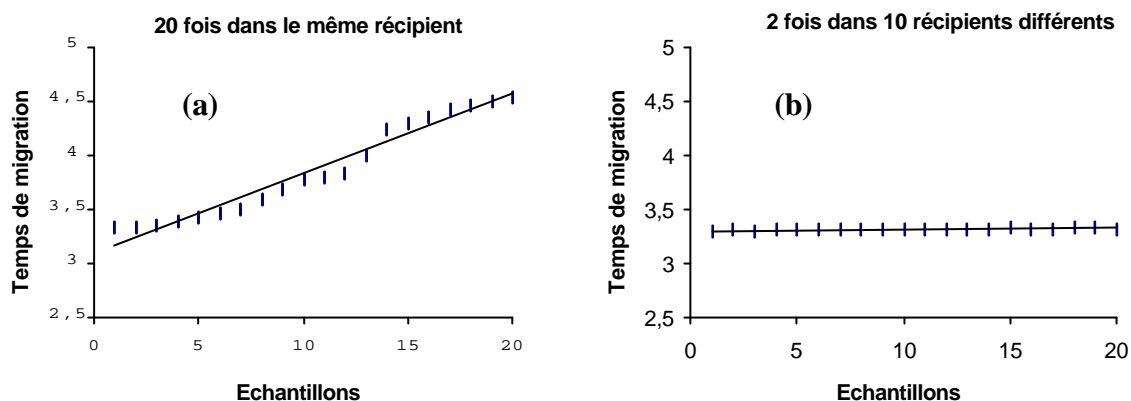 20 fois dans le même récipient
5
4,5
4
3,5
3
2,5
0 5 10 15 20
Temps de migration
Echantillons
(a)
2 fois dans 10 récipients différents
5
4,5
4
3,5
3
2,5
0 5 10 15 20
Temps de migration
Echantillons
(b)